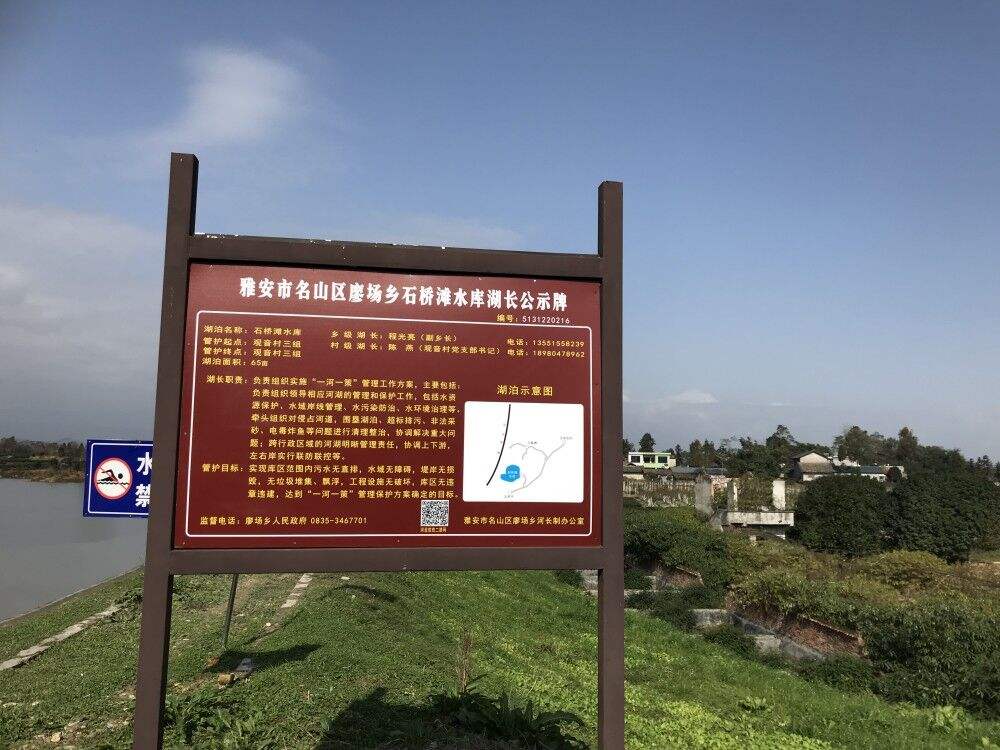 雅安市名山区廖场乡石桥滩水库湖长公示牌
编号：5131220216
湖泊名称：石桥滩水库
乡级湖长：程光亮（副乡长）
电话：13551558239
管护起点：观音村三组
村级湖长：陈 燕（观音村党支部书记）
电话：18980478962
管护终点：观音村三组
湖泊面积：65亩
湖长职责：负责组织实施“一河一策”管理工作方案，主要包括：
负责组织领导相应河湖的管理和保护工作，包括水资
源保护、水域岸线管理、水污染防治、水环境治理等。
牵头组织对侵占河道，围垦湖泊、超标排污、非法采
砂、电毒炸鱼等问题进行清理整治，协调解决重大问
题；跨行政区域的河湖明晰管理责任，协调上下游，
左右岸实行联防联控等。
管护目标：实现库区范围内污水无直排，水域无障碍，堤岸无损
毁，无垃圾堆集、飘浮，工程设施无破坏，库区无违
章违建，达到“一河一策”管理保护方案确定的目标。
湖泊示意图
监督电话：廖场乡人民政府 0835-3467701
雅安市名山区廖场乡河长制办公室
水
禁